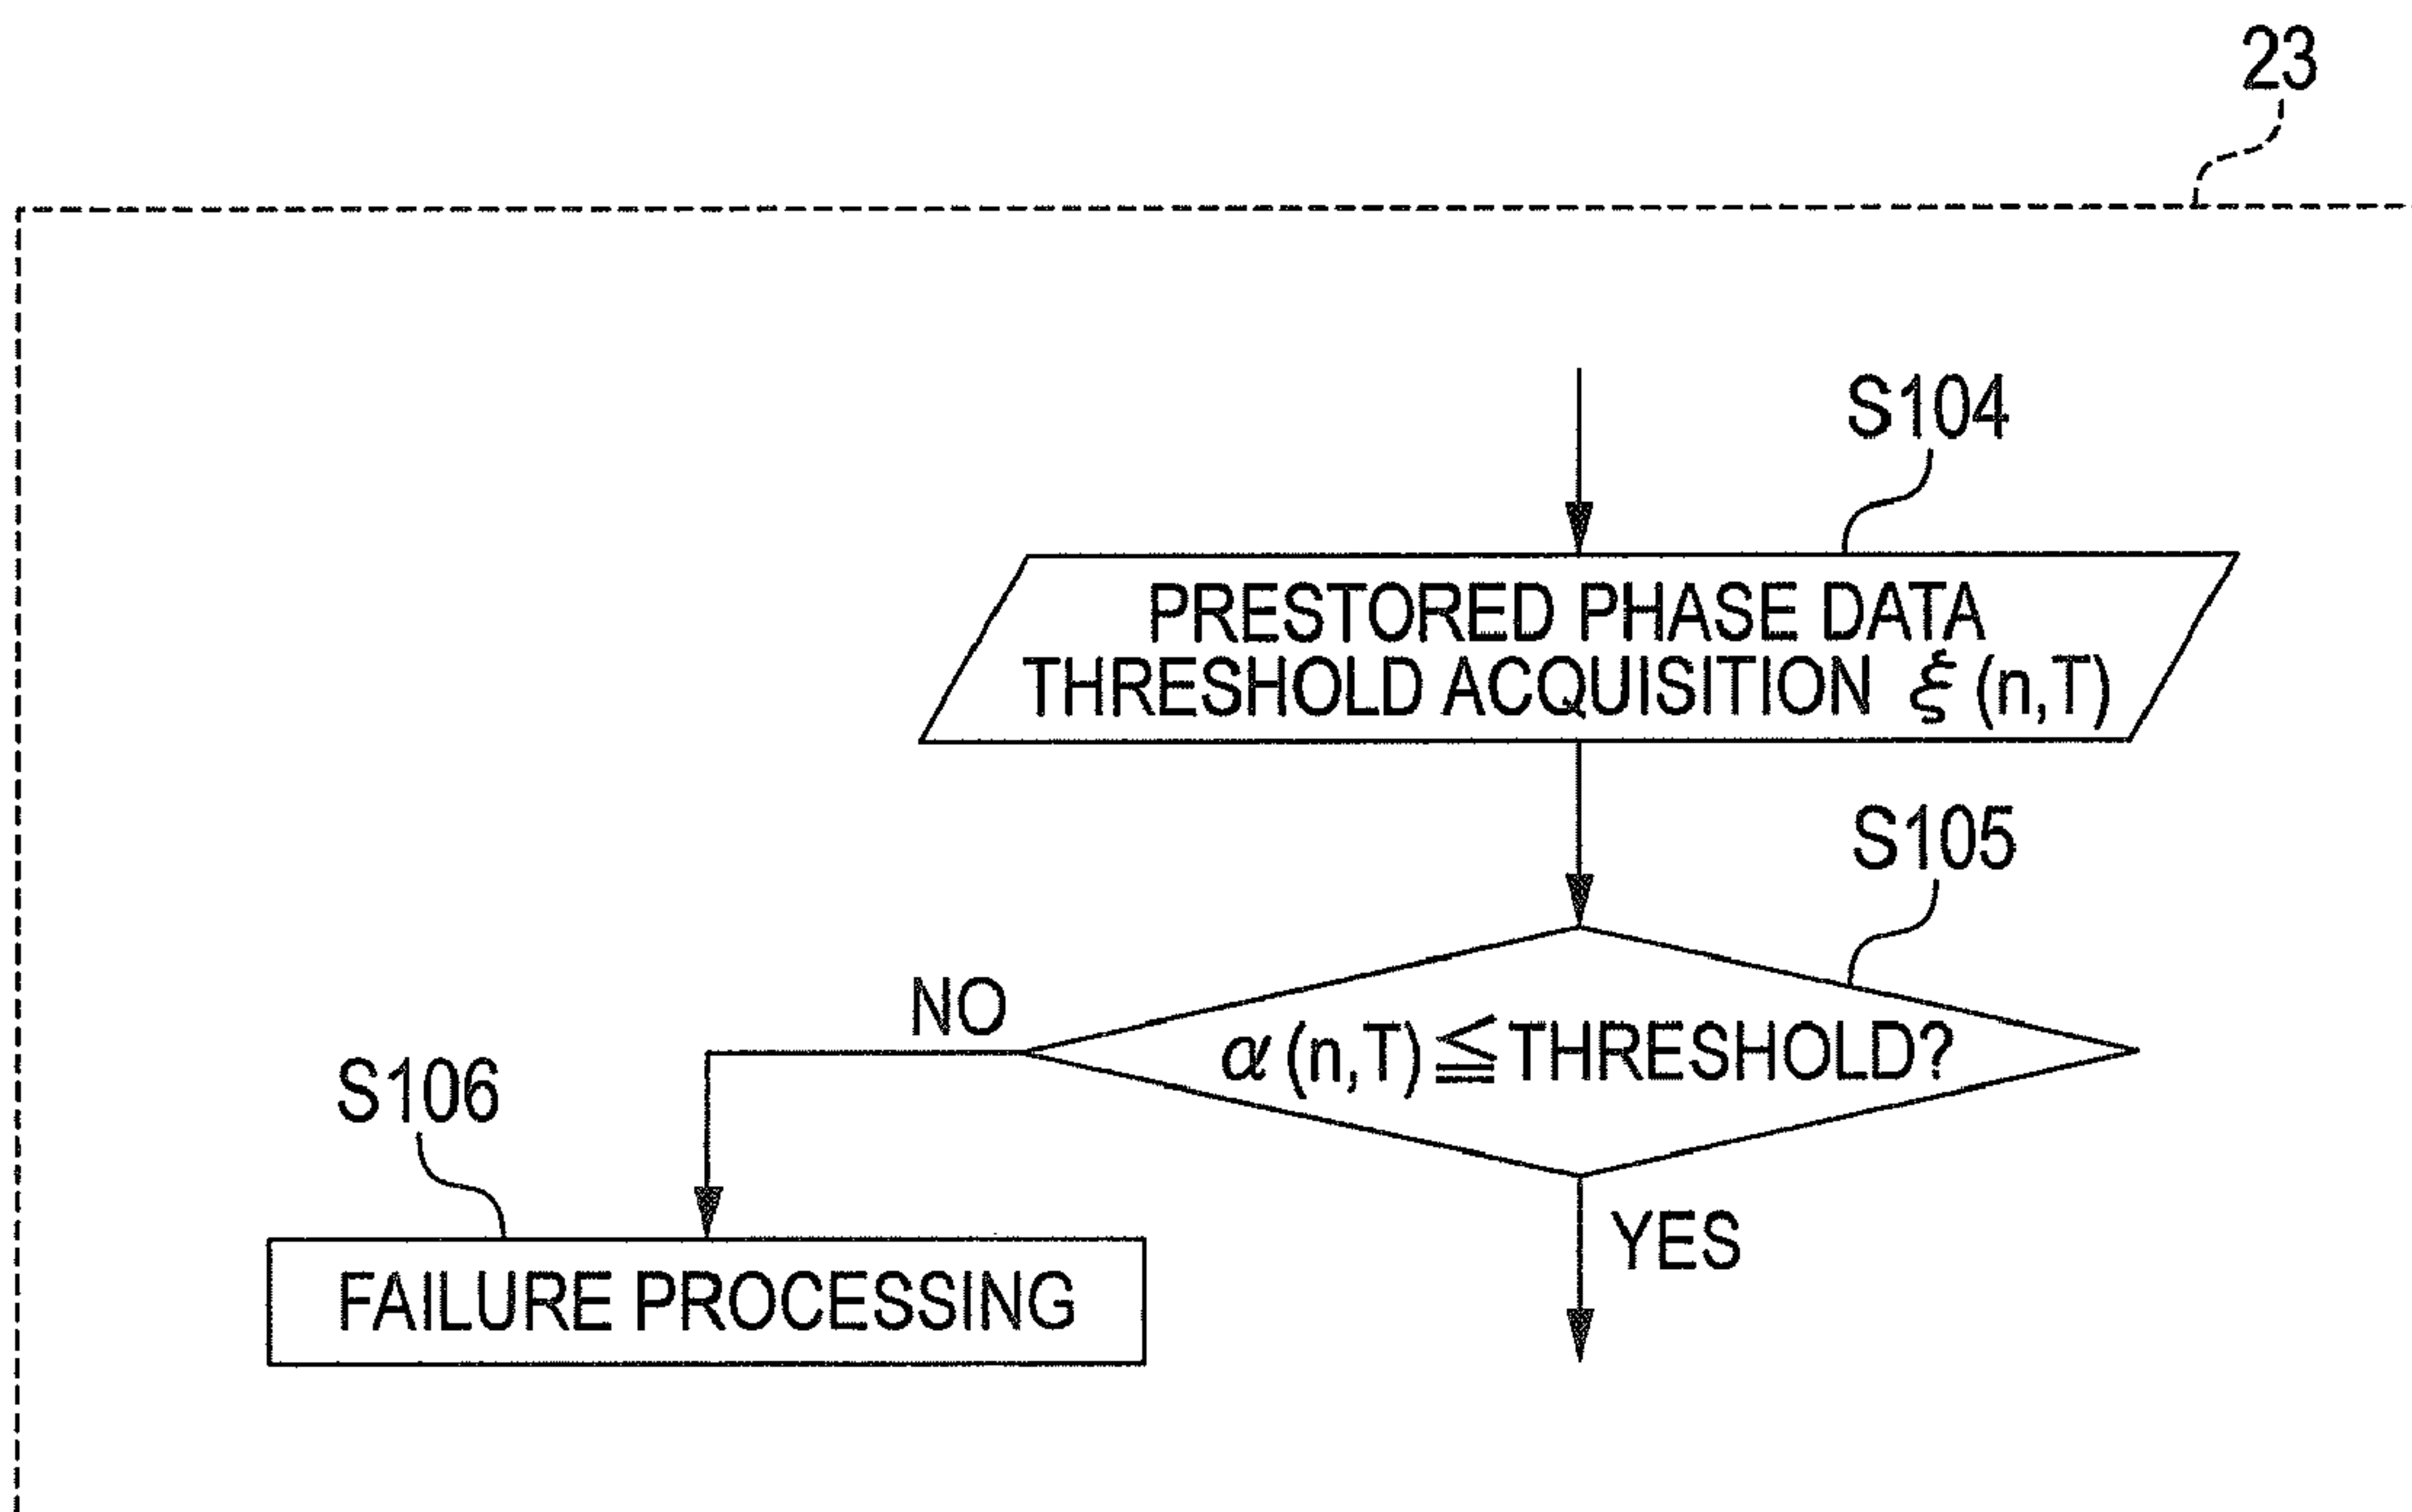 23
S104
PRESTORED PHASE DATA
THRESHOLD ACQUISITION ξ(n,T)
S105
NO
α(n,T)≦THRESHOLD?
S106
YES
FAILURE PROCESSING